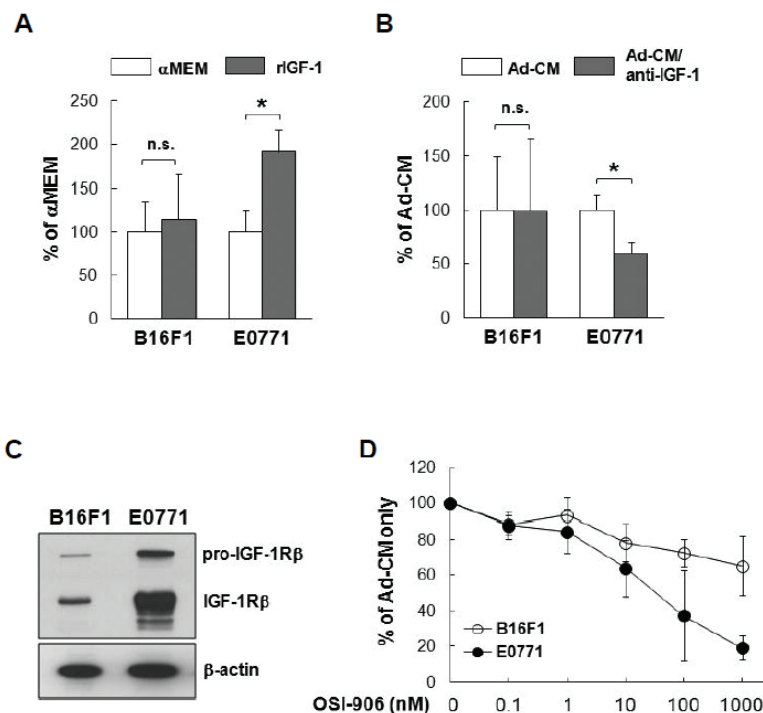 A
αMEM rIGF-1
% of αMEM
250
200
150
100
50
0
n.s.
*
B16F1 E0771
B
Ad-CM Ad-CM/
anti-IGF-1
% of Ad-CM
200
150
100
50
0
n.s.
*
B16F1 E0771
C
B16F1 E0771
pro-IGF-1Rβ
IGF-1Rβ
β-actin
D
% of Ad-CM only
120
100
80
60
40
20
0
B16F1
E0771
OSI-906 (nM) 0 0.1 1 10 100 1000